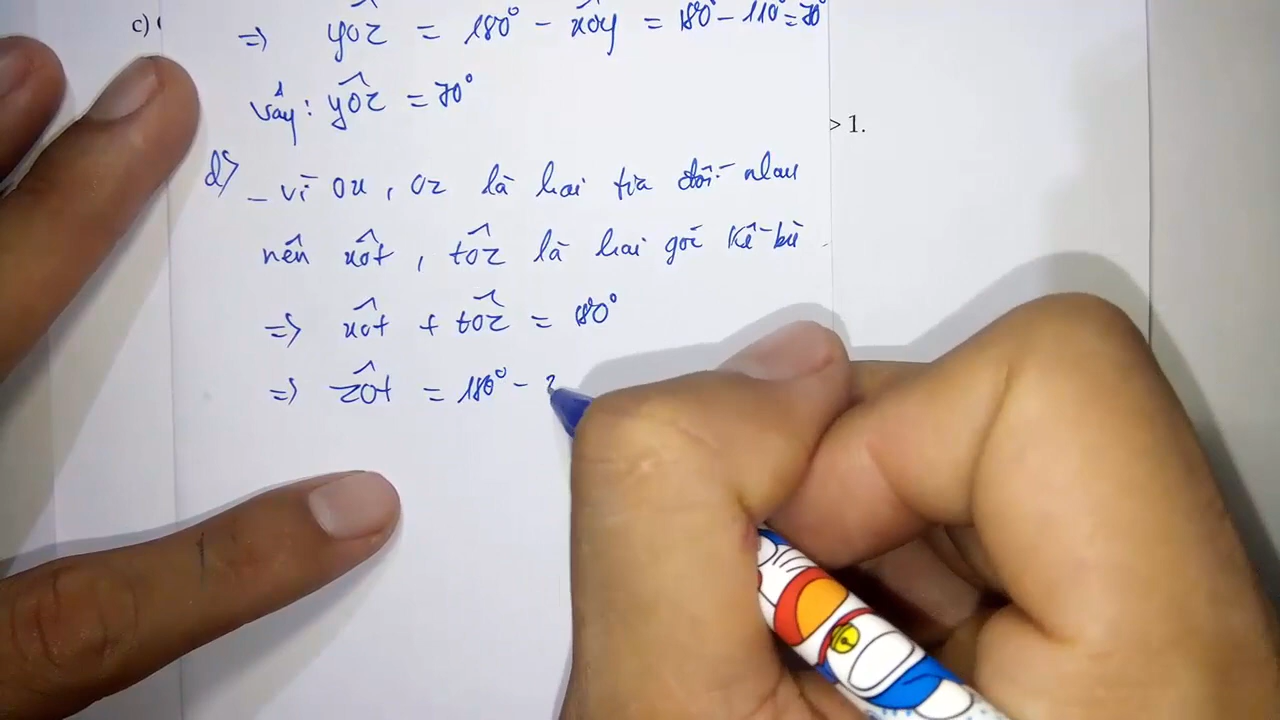 c)
=> yOz = 180° - xOy = 180° - 110° = 70°
Vậy: yOz = 70°
> 1.
d) - Vì Ox, Oz là hai tia đối nhau
nên xOt, tOz là hai góc kề bù
=> xOt + tOz = 180°
=> zOt = 180° -